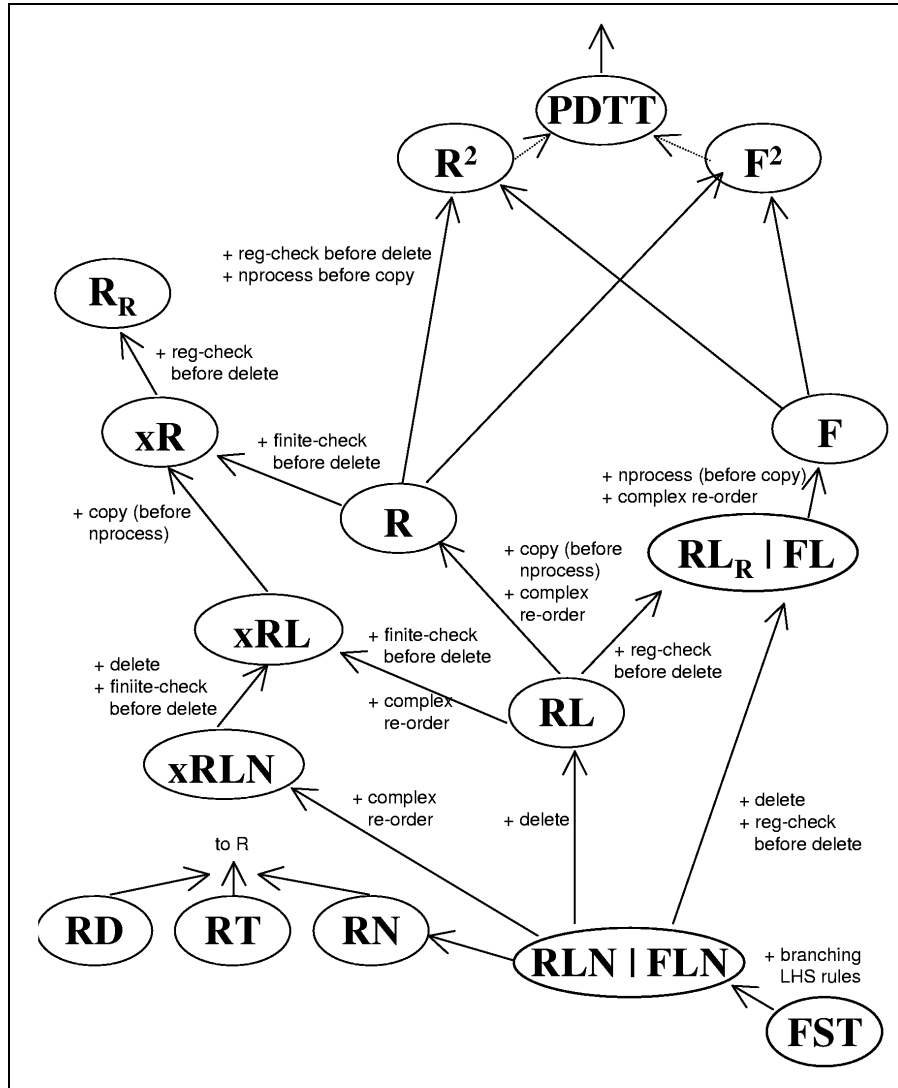 PDTT
R²
F²
+ reg-check before delete
+ nprocess before copy
R_R
+ reg-check
before delete
xR
+ finite-check
before delete
F
+ nprocess (before copy)
+ complex re-order
R
+ copy (before
nprocess)
RL_R | FL
+ copy (before
nprocess)
+ complex
re-order
xRL
+ finite-check
before delete
+ reg-check
before delete
+ delete
+ finiite-check
before delete
+ complex
re-order
RL
xRLN
+ complex
re-order
+ delete
+ delete
+ reg-check
before delete
to R
RD
RT
RN
RLN | FLN
+ branching
LHS rules
FST